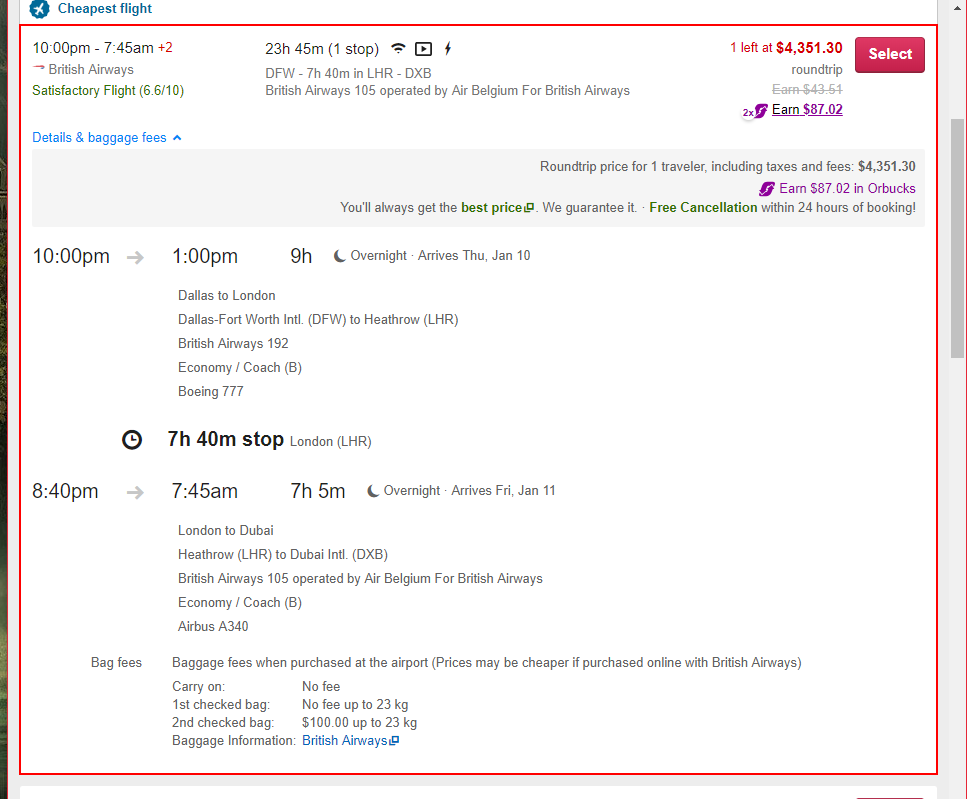 Cheapest flight
10:00pm - 7:45am +2
23h 45m (1 stop)
1 left at $4,351.30
Select
British Airways
DFW - 7h 40m in LHR - DXB
roundtrip
Satisfactory Flight (6.6/10)
British Airways 105 operated by Air Belgium For British Airways
Earn $43.51
2x Earn $87.02
Details & baggage fees
Roundtrip price for 1 traveler, including taxes and fees: $4,351.30
Earn $87.02 in Orbucks
You'll always get the best price. We guarantee it. · Free Cancellation within 24 hours of booking!
10:00pm 1:00pm 9h Overnight · Arrives Thu, Jan 10
Dallas to London
Dallas-Fort Worth Intl. (DFW) to Heathrow (LHR)
British Airways 192
Economy / Coach (B)
Boeing 777
7h 40m stop London (LHR)
8:40pm 7:45am 7h 5m Overnight · Arrives Fri, Jan 11
London to Dubai
Heathrow (LHR) to Dubai Intl. (DXB)
British Airways 105 operated by Air Belgium For British Airways
Economy / Coach (B)
Airbus A340
Bag fees Baggage fees when purchased at the airport (Prices may be cheaper if purchased online with British Airways)
Carry on: No fee
1st checked bag: No fee up to 23 kg
2nd checked bag: $100.00 up to 23 kg
Baggage Information: British Airways